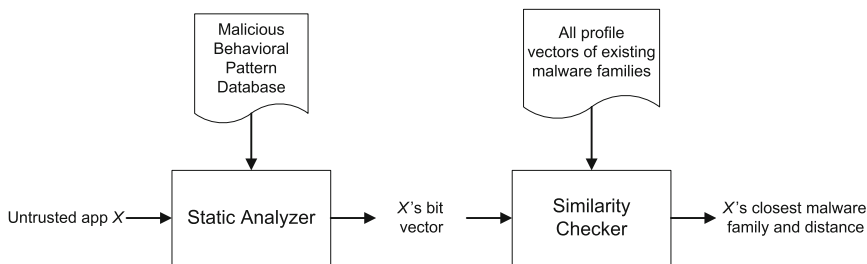 Malicious
Behavioral
Pattern
Database
All profile
vectors of existing
malware families
Untrusted app X
Static Analyzer
X's bit
vector
Similarity
Checker
X's closest malware
family and distance